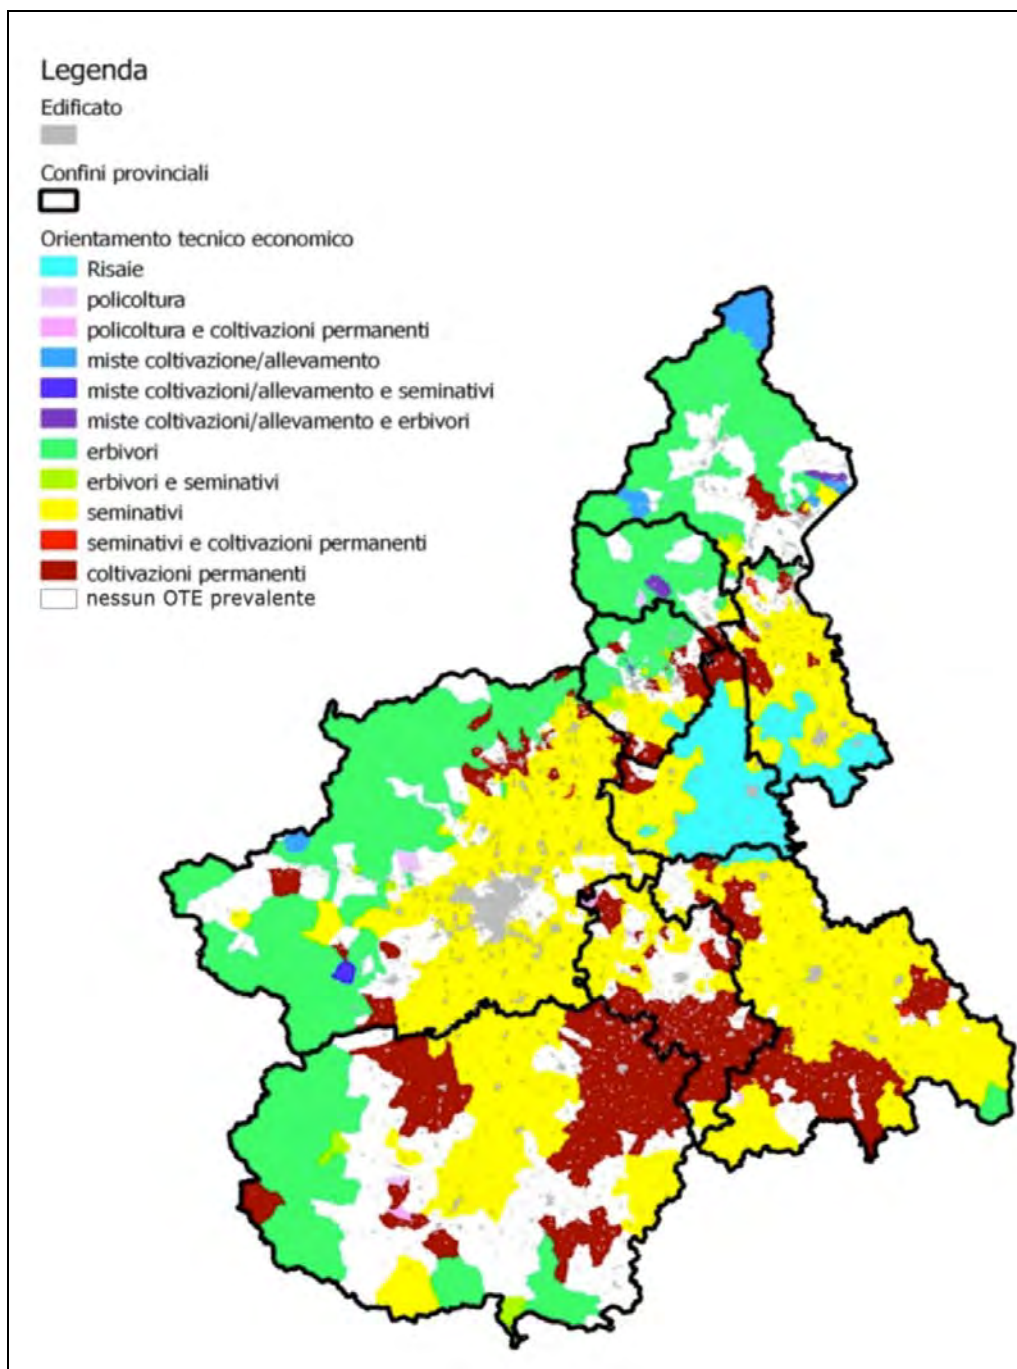 Legenda
Edificato
Confini provinciali
Orientamento tecnico economico
Risaie
policoltura
policoltura e coltivazioni permanenti
miste coltivazione/allevamento
miste coltivazioni/allevamento e seminativi
miste coltivazioni/allevamento e erbivori
erbivori
erbivori e seminativi
seminativi
seminativi e coltivazioni permanenti
coltivazioni permanenti
nessun OTE prevalente